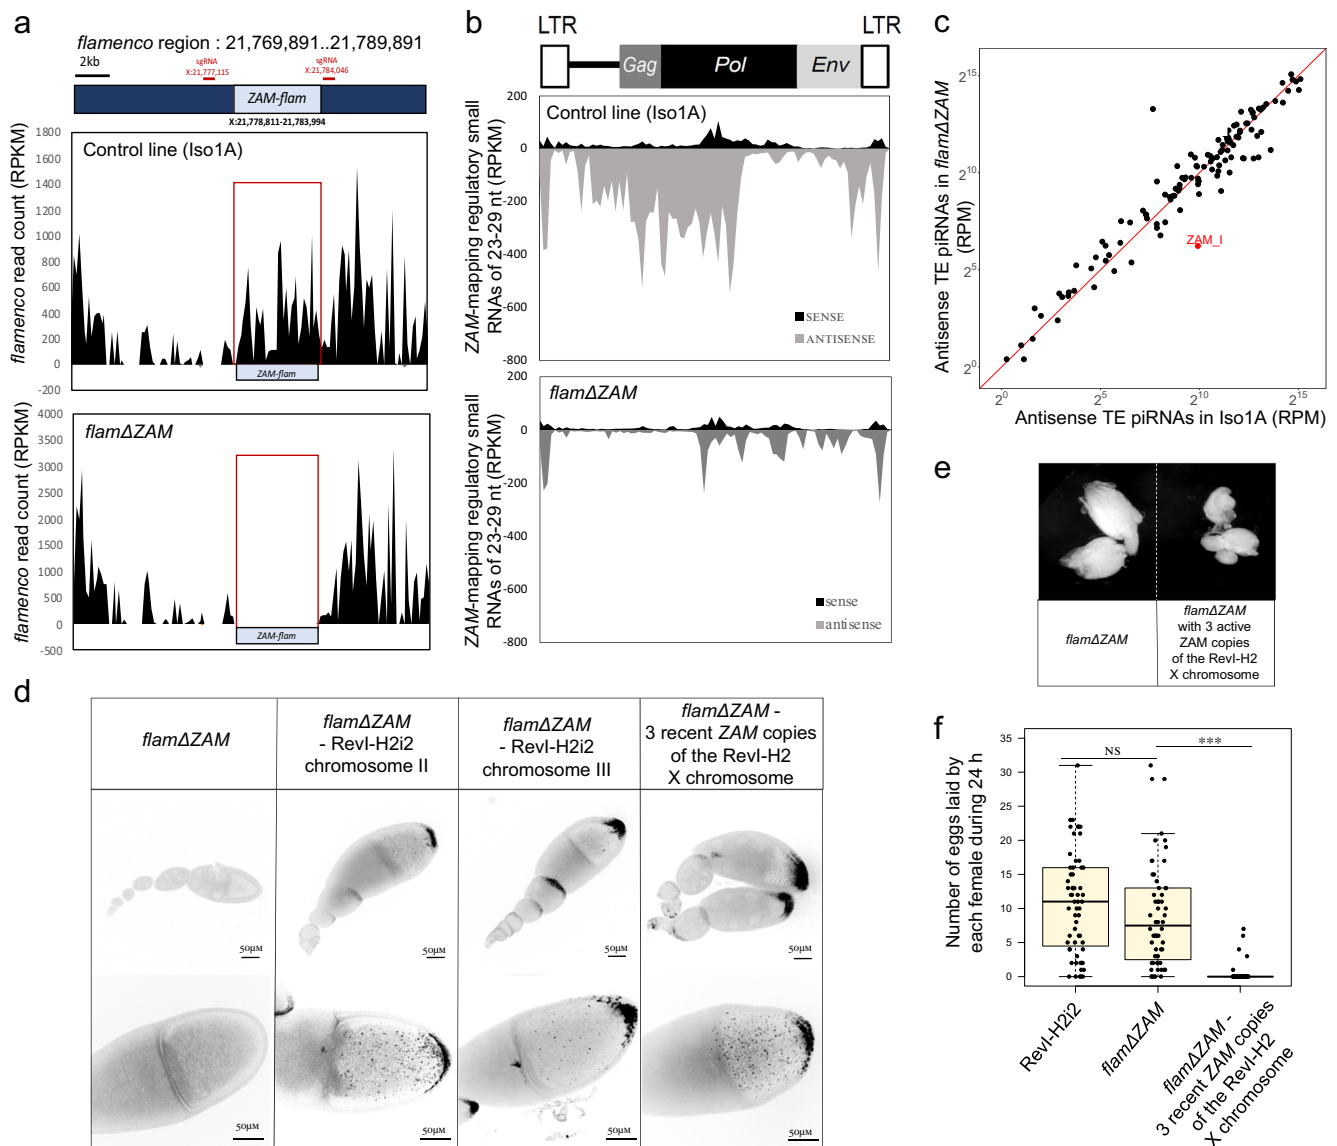 a
flamenco region : 21,769,891..21,789,891
2kb
sgRNA
X:21,777,115
sgRNA
X:21,784,046
ZAM-flam
X:21,778,811-21,783,994
flamenco read count (RPKM)
1800
1600
1400
1200
1000
800
600
400
200
0
-200
Control line (Iso1A)
ZAM-flam
flamenco read count (RPKM)
4000
3500
3000
2500
2000
1500
1000
500
0
-500
flamΔZAM
ZAM-flam
b
LTR
LTR
Gag
Pol
Env
ZAM-mapping regulatory small
RNAs of 23-29 nt (RPKM)
200
0
-200
-400
-600
-800
Control line (Iso1A)
SENSE
ANTISENSE
ZAM-mapping regulatory small
RNAs of 23-29 nt (RPKM)
200
0
-200
-400
-600
-800
flamΔZAM
sense
antisense
c
Antisense TE piRNAs in flamΔZAM
(RPM)
2^15
2^10
2^5
2^0
ZAM_I
2^0
2^5
2^10
2^15
Antisense TE piRNAs in Iso1A (RPM)
d
flamΔZAM
flamΔZAM
- RevI-H2i2
chromosome II
flamΔZAM
- RevI-H2i2
chromosome III
flamΔZAM -
3 recent ZAM copies
of the RevI-H2
X chromosome
50μM
50μM
50μM
50μM
50μM
50μM
50μM
50μM
e
flamΔZAM
flamΔZAM
with 3 active
ZAM copies
of the RevI-H2
X chromosome
f
Number of eggs laid by
each female during 24 h
35
30
25
20
15
10
5
0
NS
***
RevI-H2i2
flamΔZAM
flamΔZAM -
3 recent ZAM copies
of the RevI-H2
X chromosome